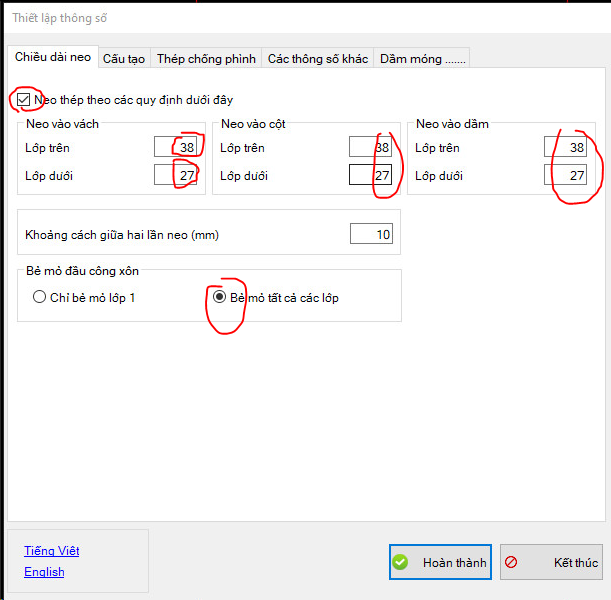 Thiết lập thông số
Chiều dài neo Cấu tạo Thép chống phình Các thông số khác Dầm móng .......
Neo thép theo các quy định dưới đây
Neo vào vách Neo vào cột Neo vào dầm
Lớp trên 38 Lớp trên 38 Lớp trên 38
Lớp dưới 27 Lớp dưới 27 Lớp dưới 27
Khoảng cách giữa hai lần neo (mm) 10
Bẻ mỏ đầu công xôn
Chỉ bẻ mỏ lớp 1 Bẻ mỏ tất cả các lớp
Tiếng Việt
English
Hoàn thành Kết thúc